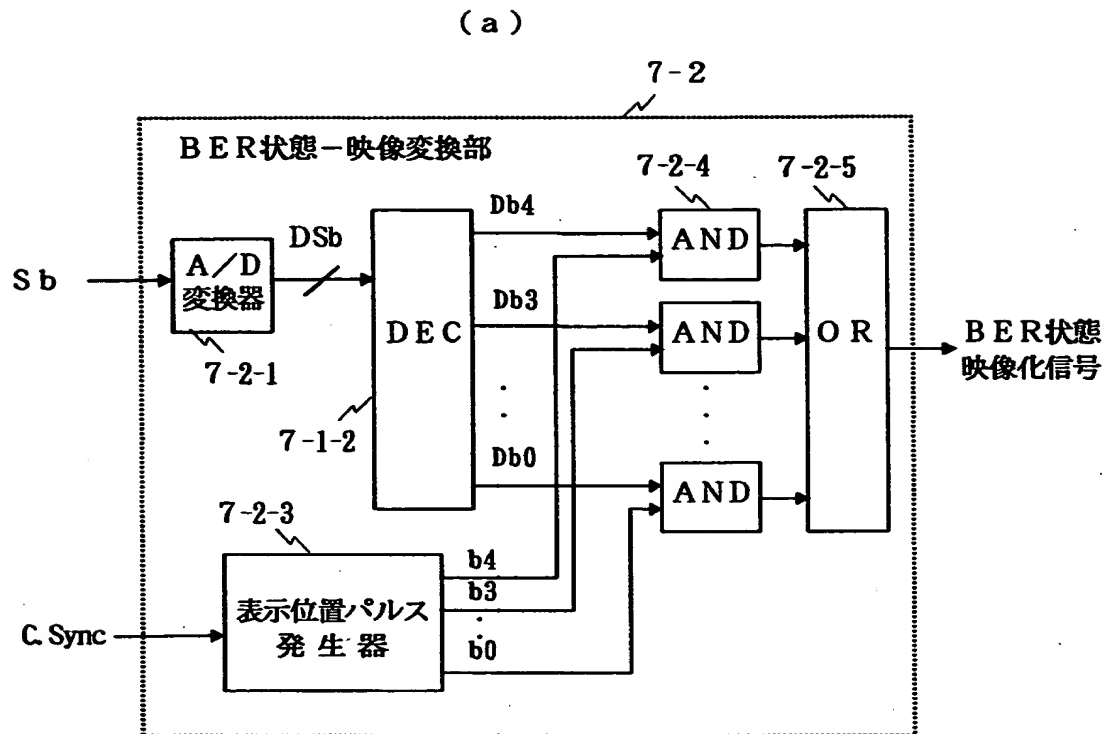 (a)
7-2
BER状態－映像変換部
7-2-4
7-2-5
Db4
DSb
AND
Sb
A／D
変換器
Db3
DEC
AND
OR
BER状態
映像化信号
7-2-1
7-1-2
Db0
AND
7-2-3
b4
b3
表示位置パルス
発生器
C.Sync
b0